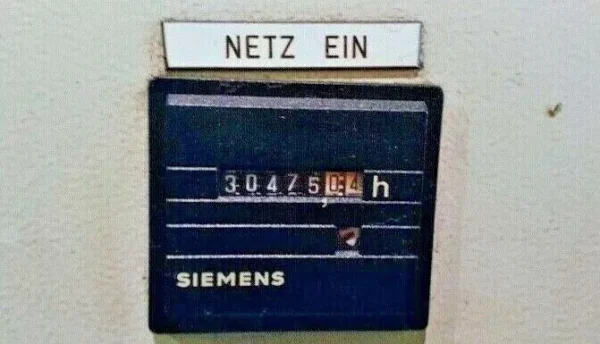 NETZ EIN
30475,04 h
SIEMENS